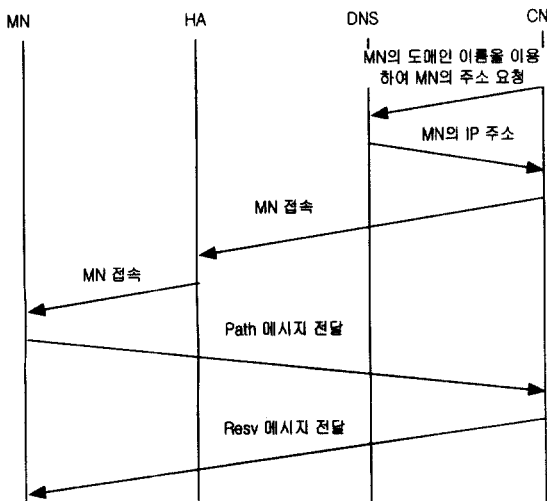 MN HA DNS CN
MN의 도메인 이름을 이용
하여 MN의 주소 요청
MN의 IP 주소
MN 접속
MN 접속
Path 메시지 전달
Resv 메시지 전달